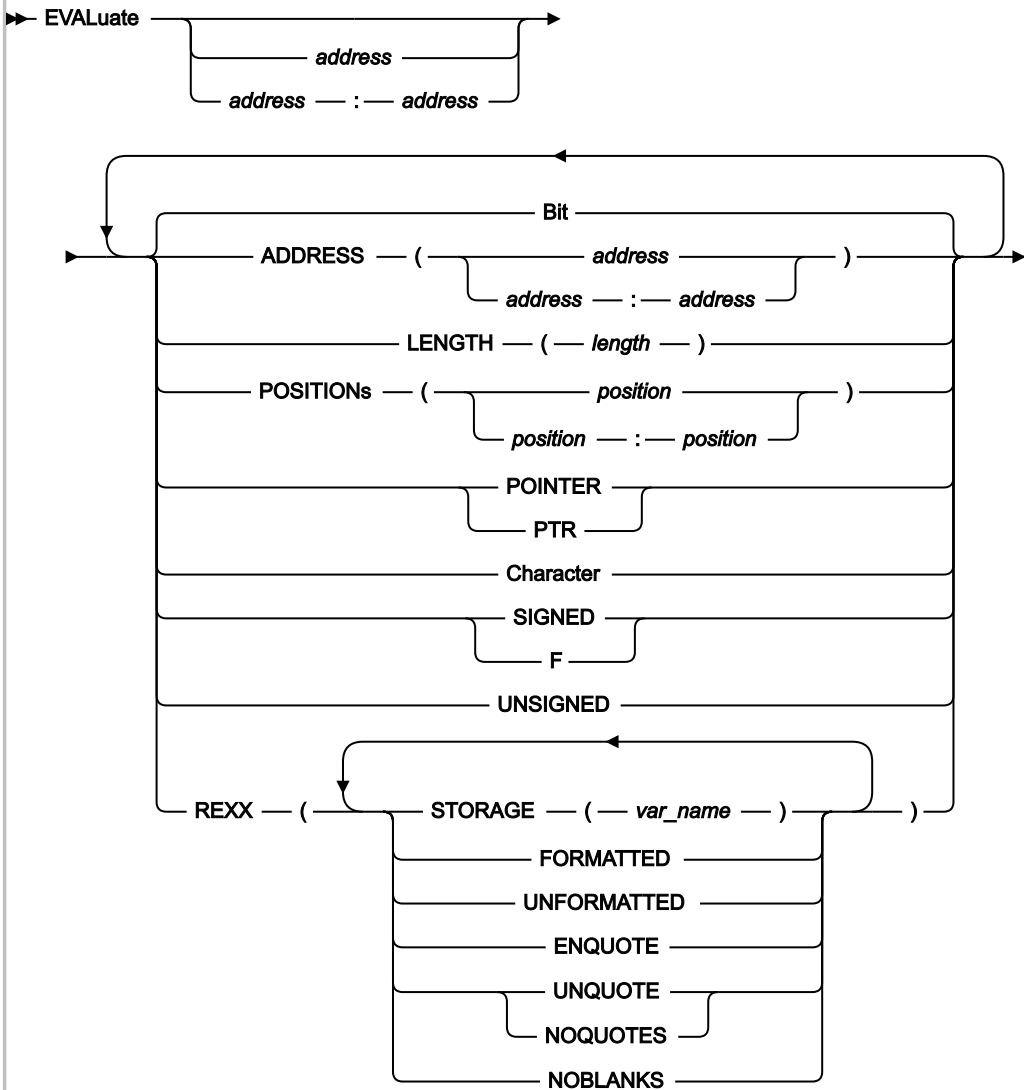 EVALuate
address
address : address
Bit
ADDRESS ( address )
address : address
LENGTH ( length )
POSITIONs ( position )
position : position
POINTER
PTR
Character
SIGNED
F
UNSIGNED
REXX ( STORAGE ( var_name ) )
FORMATTED
UNFORMATTED
ENQUOTE
UNQUOTE
NOQUOTES
NOBLANKS